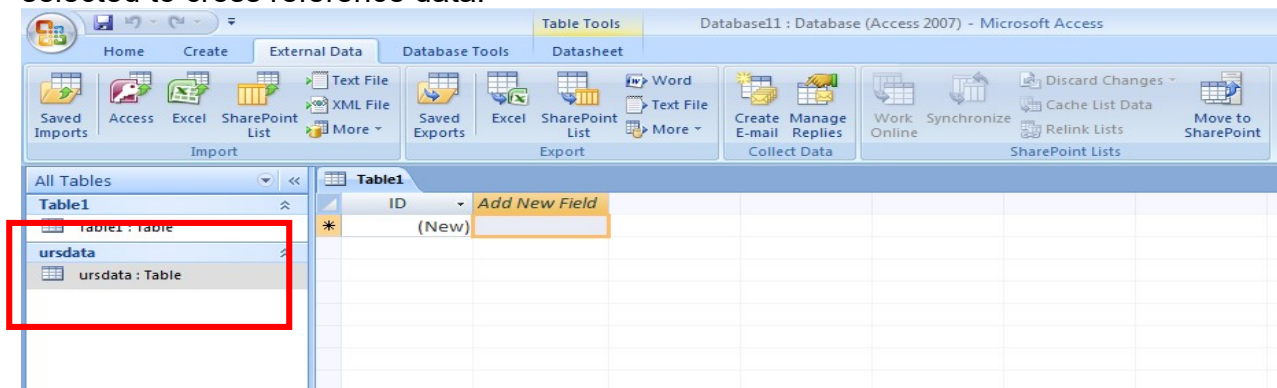 selected to cross reference data.
Table Tools
Database11 : Database (Access 2007) - Microsoft Access
Home Create External Data Database Tools Datasheet
Saved Imports
Access
Excel
SharePoint List
Text File
XML File
More
Import
Saved Exports
Excel
SharePoint List
Word
Text File
More
Export
Create E-mail
Manage Replies
Collect Data
Work Online
Synchronize
Discard Changes
Cache List Data
Relink Lists
Move to SharePoint
SharePoint Lists
All Tables
Table1
Table1 : Table
ursdata
ursdata : Table
Table1
ID Add New Field
(New)